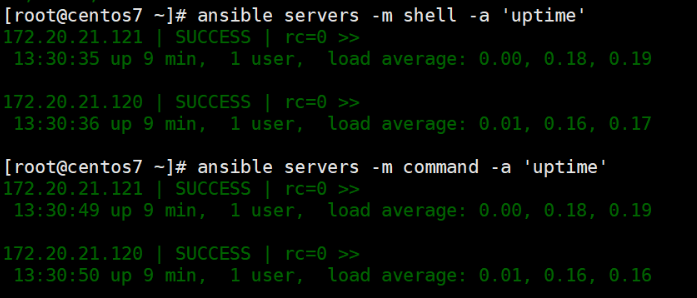 [root@centos7 ~]# ansible servers -m shell -a 'uptime'
172.20.21.121 | SUCCESS | rc=0 >>
 13:30:35 up 9 min,  1 user,  load average: 0.00, 0.18, 0.19

172.20.21.120 | SUCCESS | rc=0 >>
 13:30:36 up 9 min,  1 user,  load average: 0.01, 0.16, 0.17

[root@centos7 ~]# ansible servers -m command -a 'uptime'
172.20.21.121 | SUCCESS | rc=0 >>
 13:30:49 up 9 min,  1 user,  load average: 0.00, 0.18, 0.19

172.20.21.120 | SUCCESS | rc=0 >>
 13:30:50 up 9 min,  1 user,  load average: 0.01, 0.16, 0.16